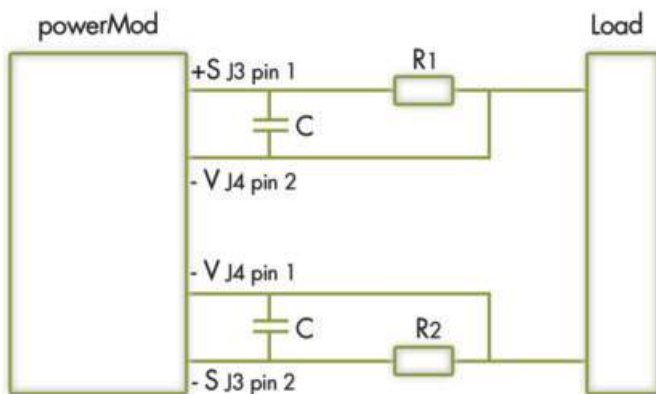 powerMod Load
+S J3 pin 1 R1
C
- V J4 pin 2
- V J4 pin 1
C R2
- S J3 pin 2